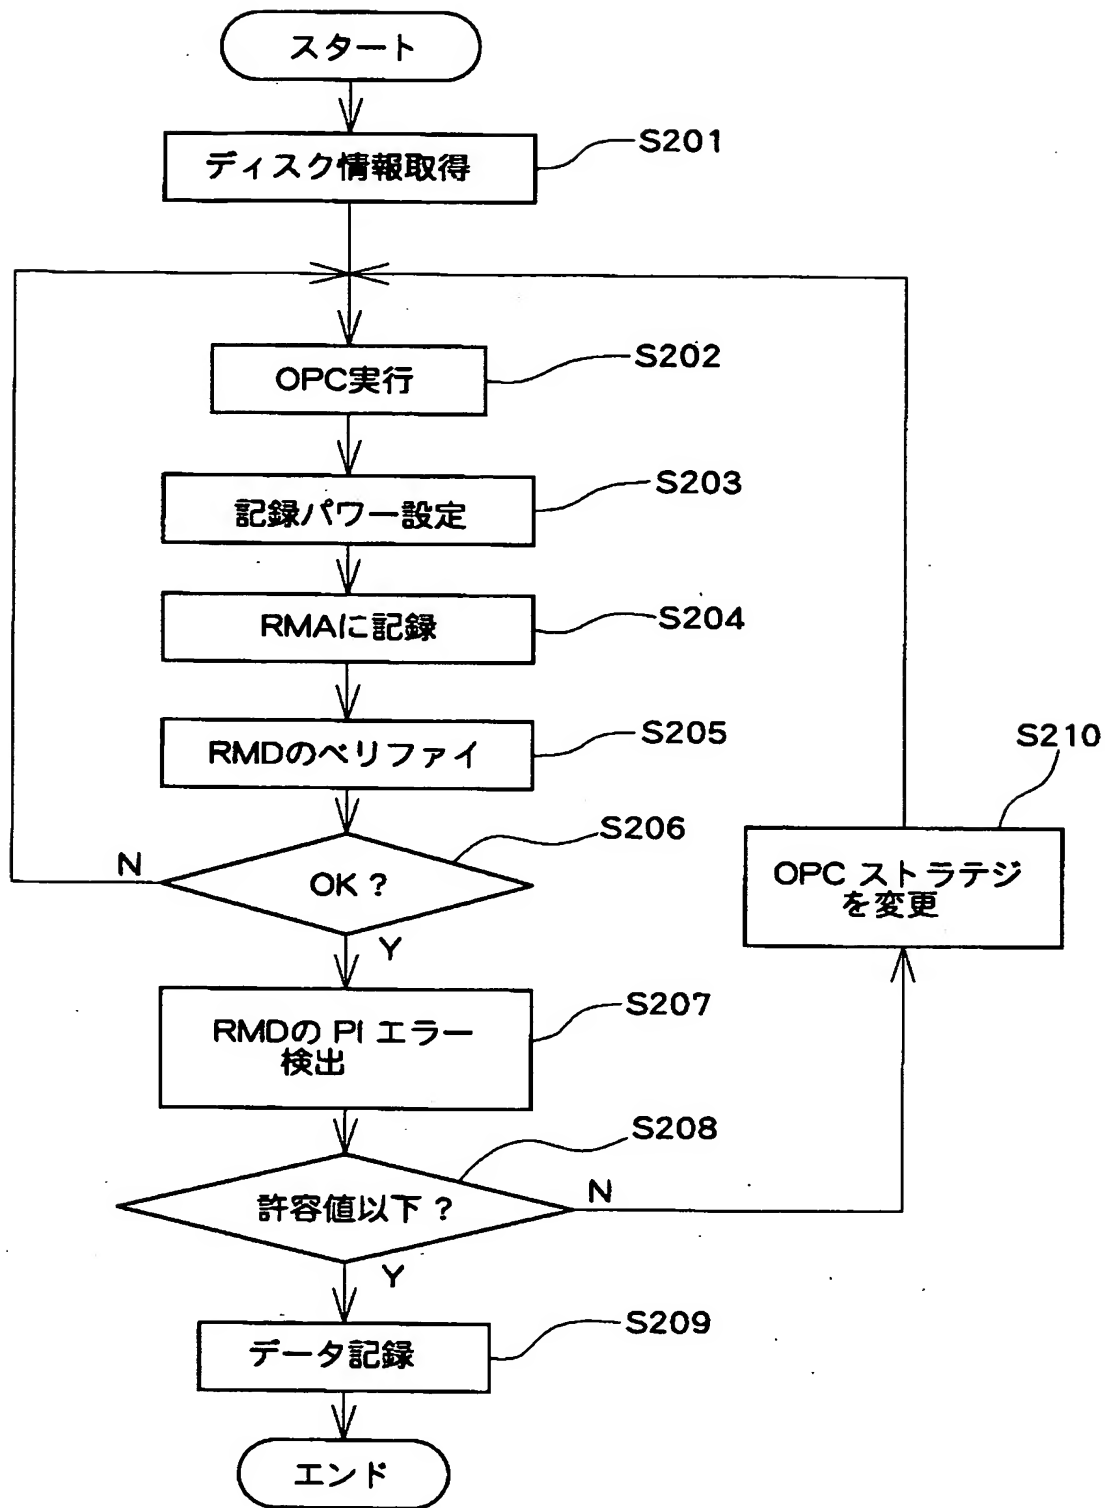 スタート
ディスク情報取得
S201
OPC実行
S202
記録パワー設定
S203
RMAに記録
S204
RMDのベリファイ
S205
S210
S206
N
OK？
OPC ストラテジ
を変更
Y
RMDの PI エラー
検出
S207
S208
許容値以下？
N
Y
データ記録
S209
エンド